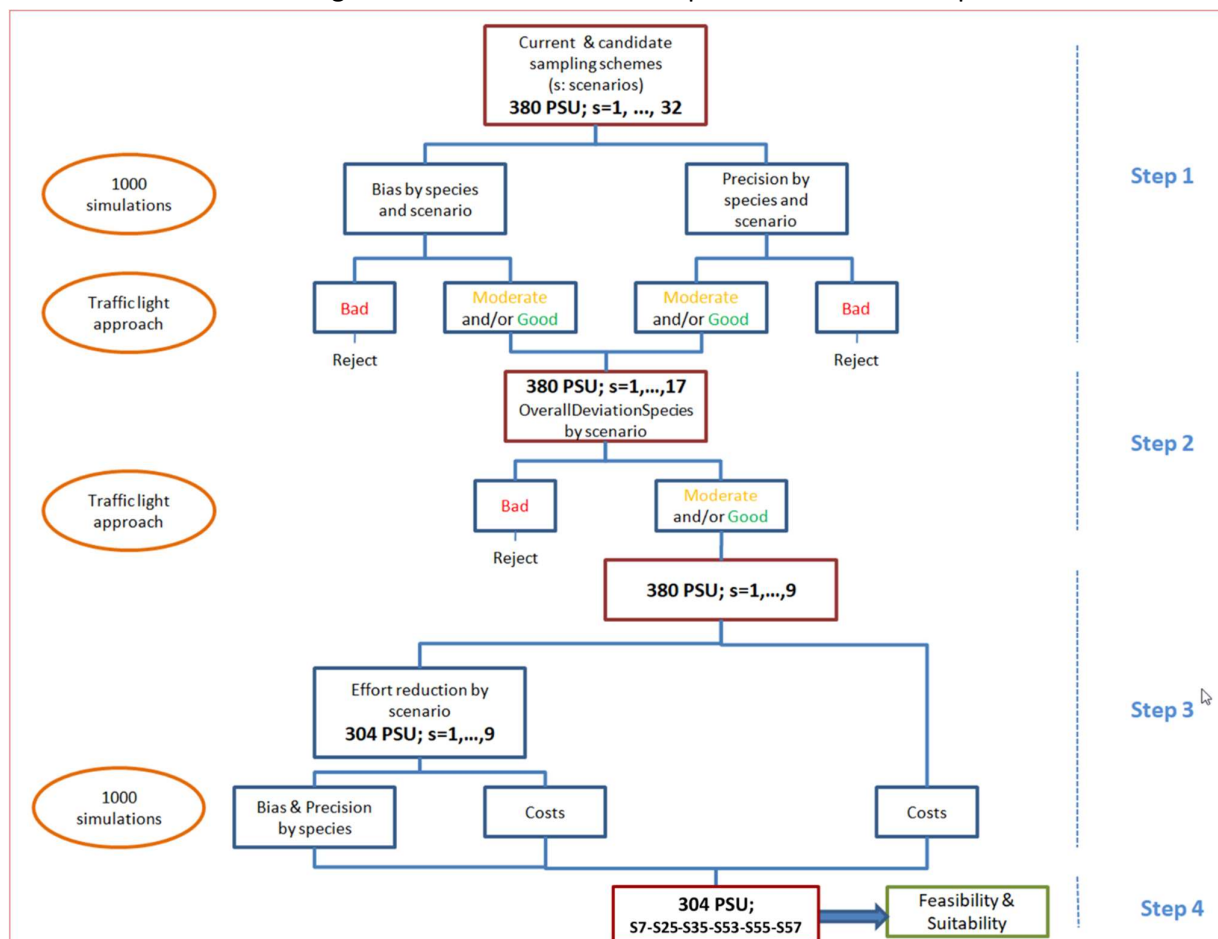 Current & candidate
sampling schemes
(s: scenarios)
380 PSU; s=1, ..., 32
Step 1
1000
simulations
Bias by species
and scenario
Precision by
species and
scenario
Traffic light
approach
Bad
Moderate
and/or Good
Moderate
and/or Good
Bad
Reject
Reject
380 PSU; s=1,...,17
OverallDeviationSpecies
by scenario
Step 2
Traffic light
approach
Bad
Moderate
and/or Good
Reject
380 PSU; s=1,...,9
Effort reduction by
scenario
304 PSU; s=1,...,9
Step 3
1000
simulations
Bias & Precision
by species
Costs
Costs
304 PSU;
S7-S25-S35-S53-S55-S57
Feasibility &
Suitability
Step 4